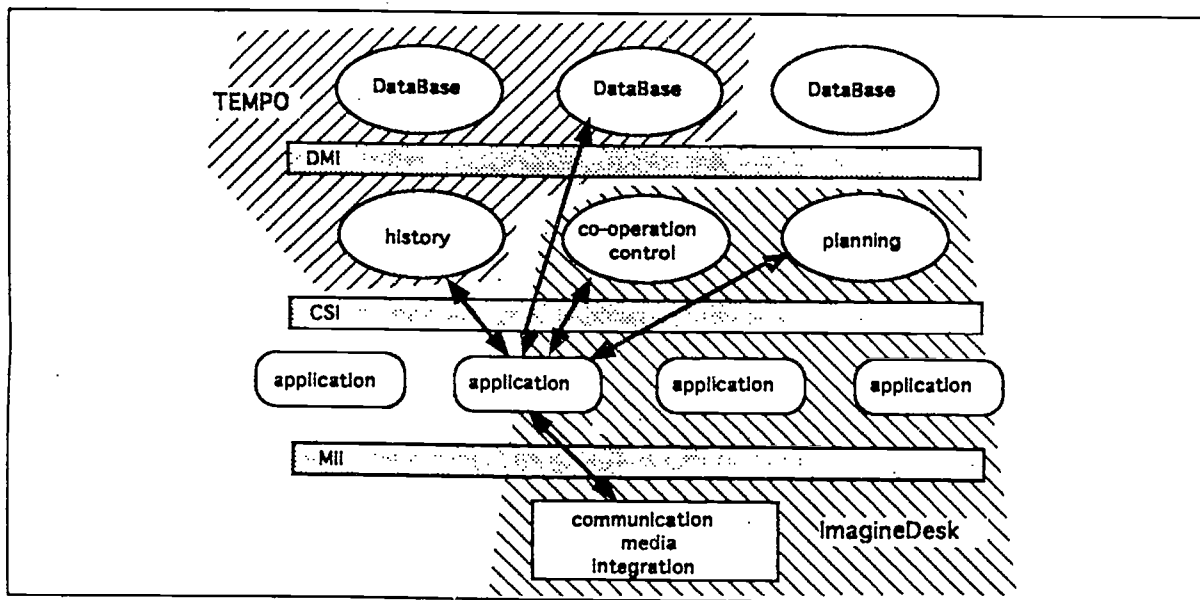 DataBase
DataBase
DataBase
TEMPO
DMI
history
co-operation
control
planning
CSI
application
application
application
application
MII
communication
media
integration
ImagineDesk